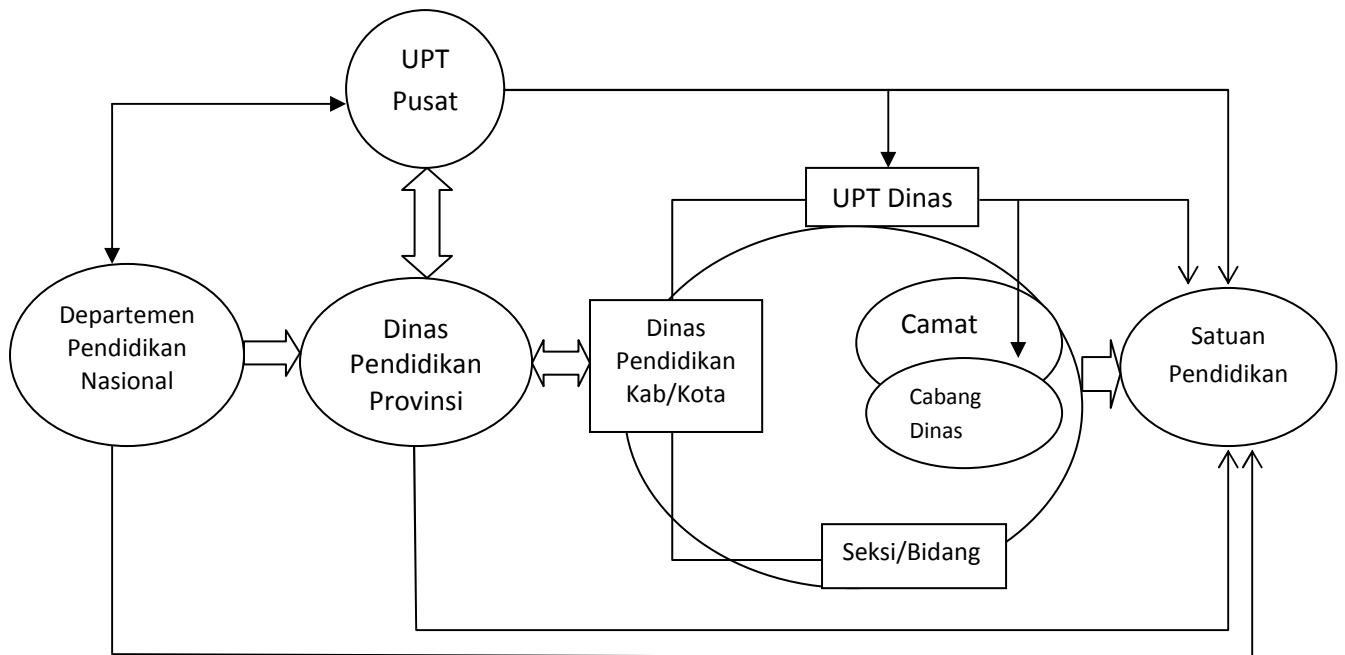 UPT
Pusat
UPT Dinas
Departemen
Pendidikan
Nasional
Dinas
Pendidikan
Provinsi
Dinas
Pendidikan
Kab/Kota
Camat
Cabang
Dinas
Satuan
Pendidikan
Seksi/Bidang